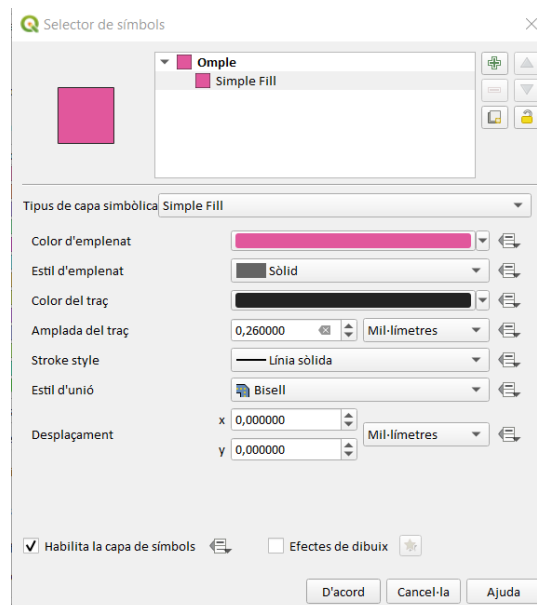 Selector de símbols
Omple
Simple Fill
Tipus de capa simbòlica Simple Fill
Color d'emplenat
Estil d'emplenat Sòlid
Color del traç
Amplada del traç 0,260000 Mil·límetres
Stroke style Línia sòlida
Estil d'unió Bisell
x 0,000000
Desplaçament Mil·límetres
y 0,000000
Habilita la capa de símbols Efectes de dibuix
D'acord Cancel·la Ajuda